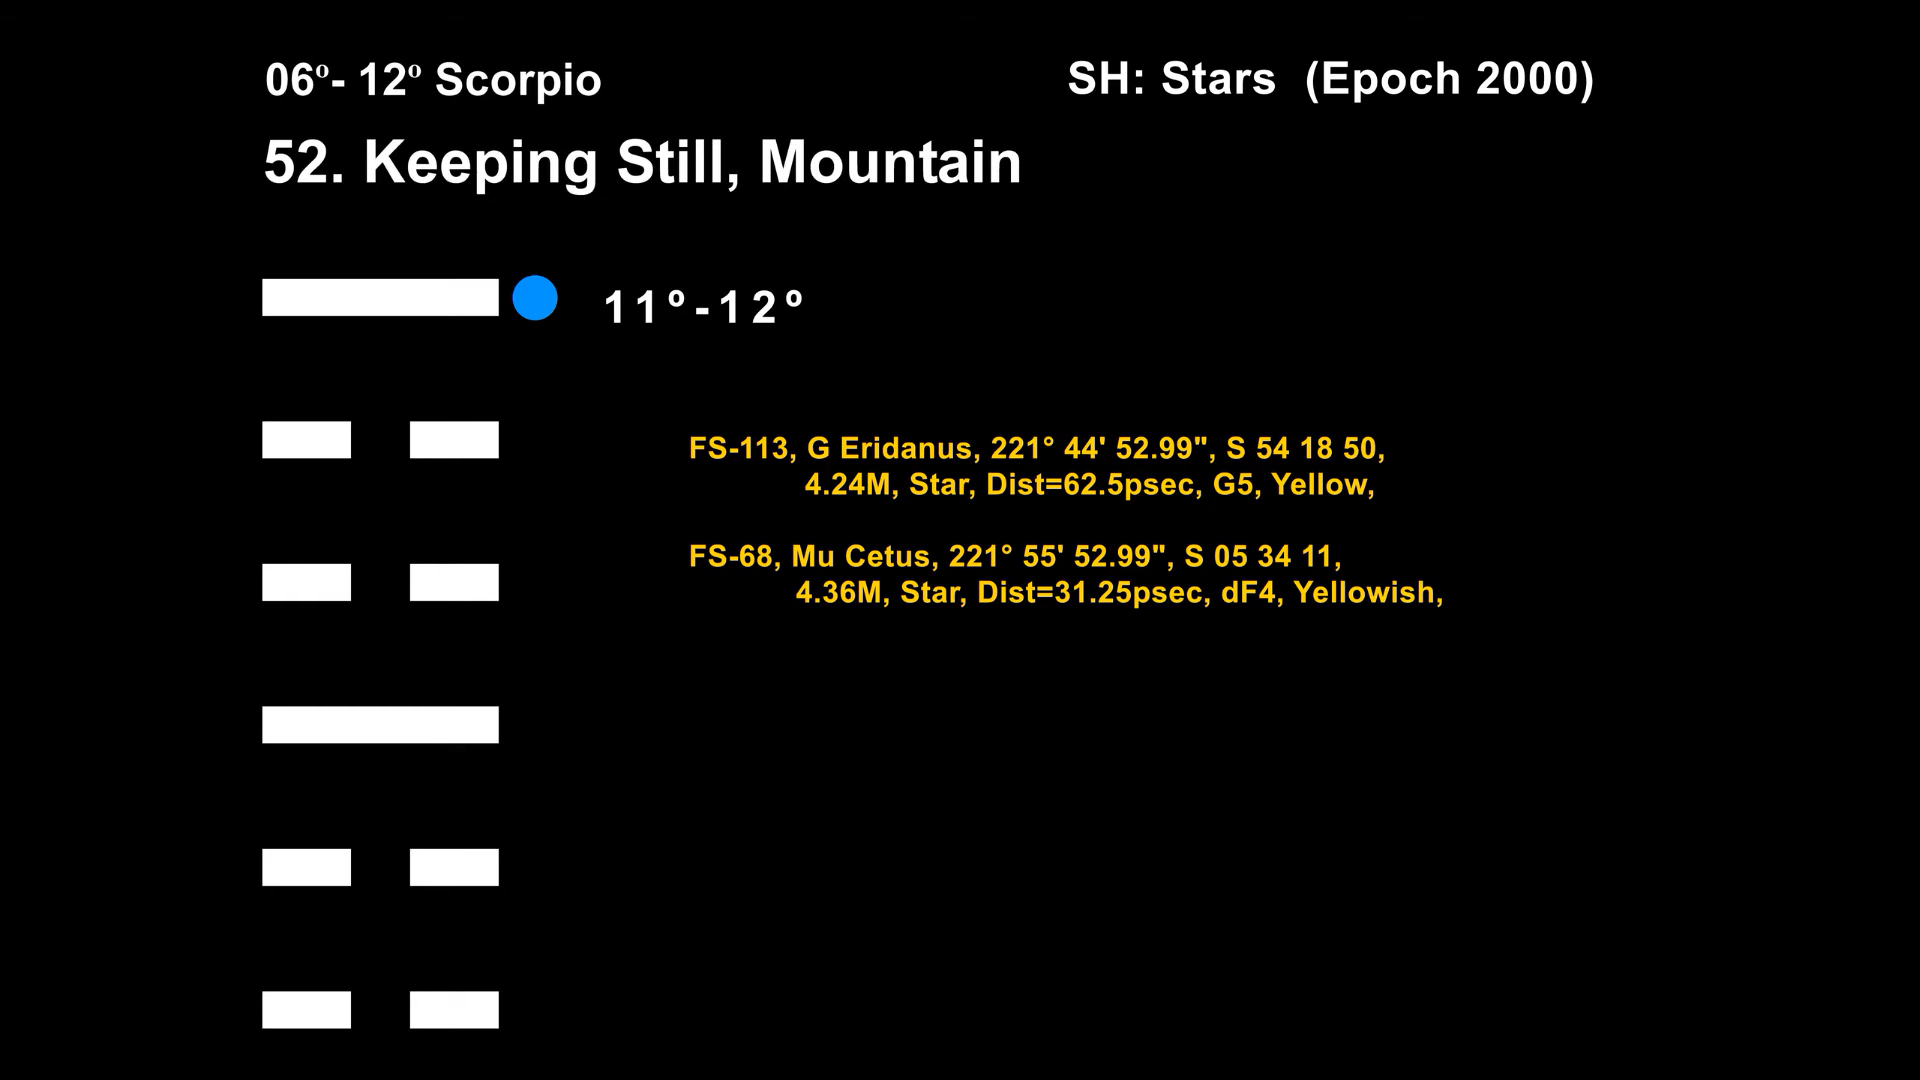 06º- 12º Scorpio
SH: Stars (Epoch 2000)
52. Keeping Still, Mountain
11º-12º
FS-113, G Eridanus, 221° 44' 52.99", S 54 18 50,
4.24M, Star, Dist=62.5psec, G5, Yellow,
FS-68, Mu Cetus, 221° 55' 52.99", S 05 34 11,
4.36M, Star, Dist=31.25psec, dF4, Yellowish,